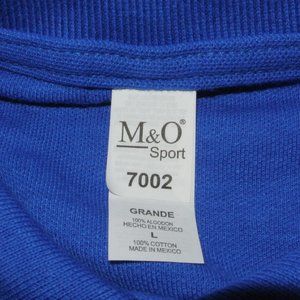 M&O®
Sport
7002
GRANDE
100% ALGODON
HECHO EN MEXICO
L
100% COTTON
MADE IN MEXICO